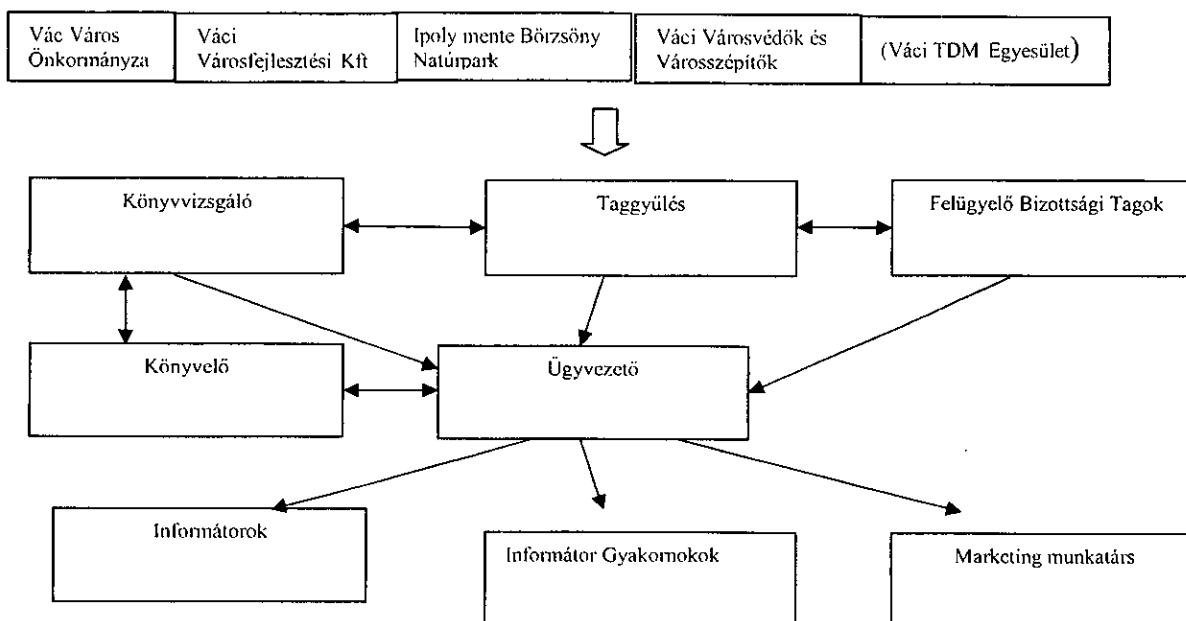 Vác Város
Önkormányza
Váci
Városfejlesztési Kft
Ipoly mente Börzsöny
Natúrpark
Váci Városvédők és
Városszépítők
(Váci TDM Egyesület)
Könyvvizsgáló
Taggyűlés
Felügyelő Bizottsági Tagok
Könyvelő
Ügyvezető
Informátorok
Informátor Gyakornokok
Marketing munkatárs